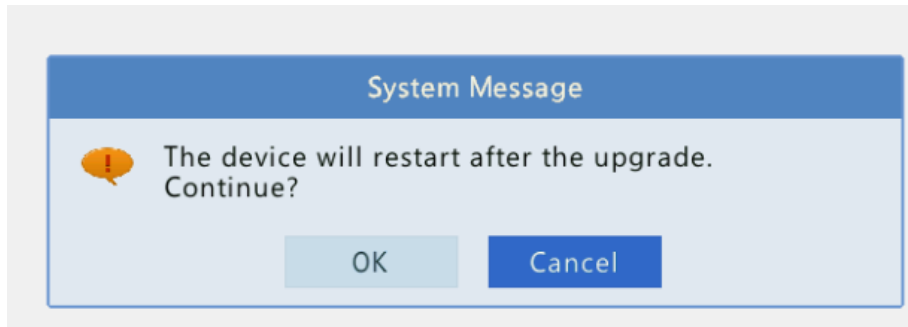 System Message
The device will restart after the upgrade.
Continue?
OK
Cancel